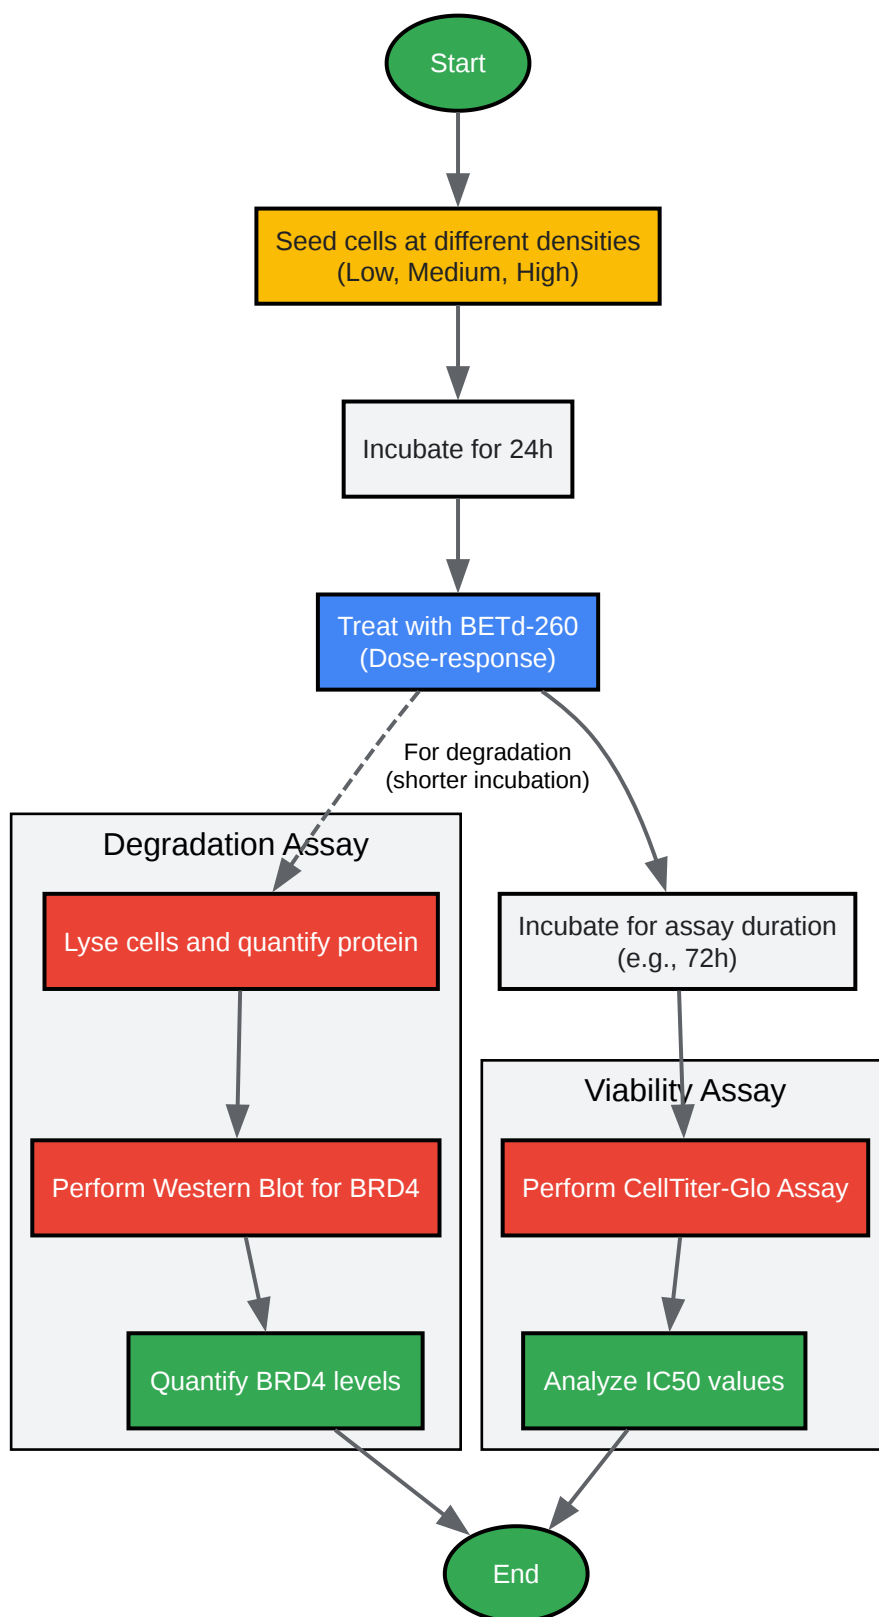 Start
Seed cells at different densities
(Low, Medium, High)
Incubate for 24h
Treat with BETd-260
(Dose-response)
For degradation
(shorter incubation)
Degradation Assay
Lyse cells and quantify protein
Incubate for assay duration
(e.g., 72h)
Viability Assay
Perform Western Blot for BRD4
Perform CellTiter-Glo Assay
Quantify BRD4 levels
Analyze IC50 values
End